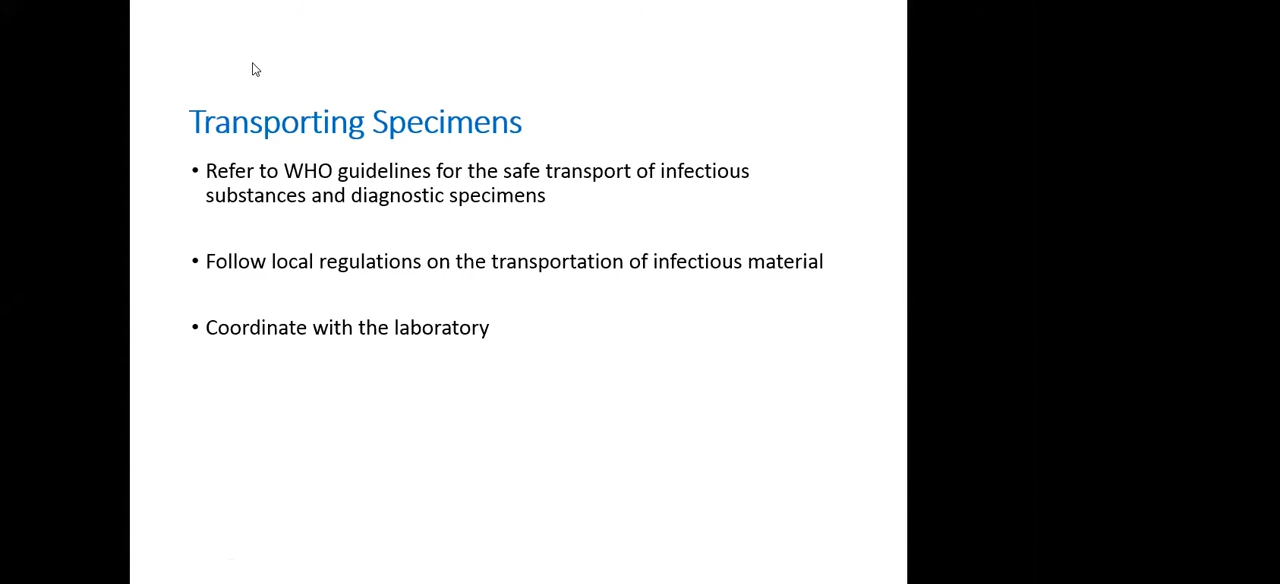 Transporting Specimens
• Refer to WHO guidelines for the safe transport of infectious
substances and diagnostic specimens
• Follow local regulations on the transportation of infectious material
• Coordinate with the laboratory